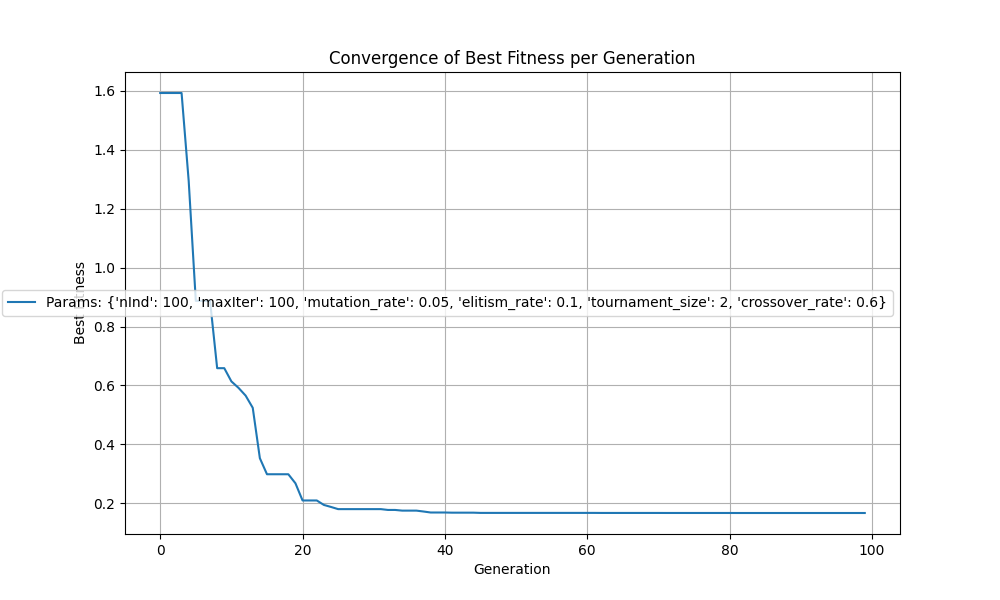 Convergence of Best Fitness per Generation
1.6
1.4
1.2
1.0
0.8
0.6
0.4
0.2
Best
ness
Params: {'nInd': 100, 'maxIter': 100, 'mutation_rate': 0.05, 'elitism_rate': 0.1, 'tournament_size': 2, 'crossover_rate': 0.6}
0 20 40 60 80 100
Generation